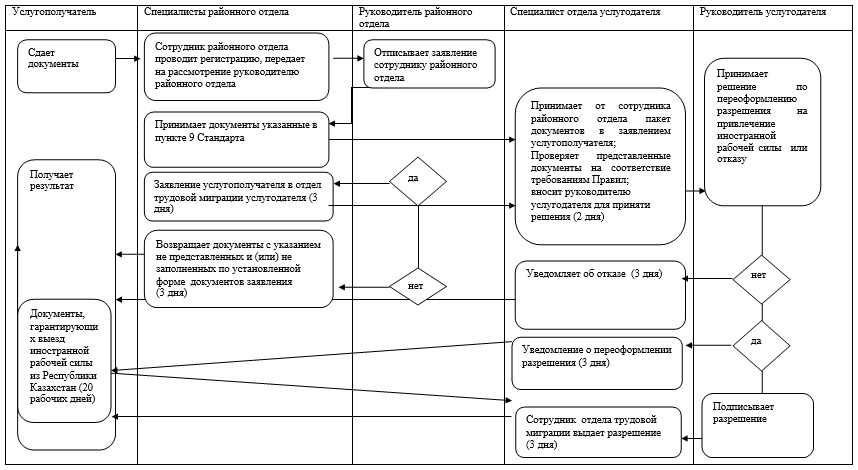 Услугополучатель
Специалисты районного отдела
Руководитель районного
отдела
Специалист отдела услугодателя
Руководитель услугодателя
Сдает
документы
Сотрудник районного отдела
проводит регистрацию, передает
на рассмотрение руководителю
районного отдела
Отписывает заявление
сотруднику районного
отдела
Принимает документы указанные в
пункте 9 Стандарта
Принимает от сотрудника
районного отдела пакет
документов в заявлением
услугополучателя;
Проверяет представленные
документы на соответствие
требованиям Правил;
вносит руководителю
услугодателя для приняти
решения (2 дня)
Принимает
решение по
переоформлению
разрешения на
привлечение
иностранной
рабочей силы или
отказу
Получает
результат
Заявление услугополучателя в отдел
трудовой миграции услугодателя (3
дня)
да
Возвращает документы с указанием
не представленных и (или) не
заполненных по установленной
форме документов заявления
(3 дня)
нет
Уведомляет об отказе (3 дня)
нет
Документы,
гарантирующи
х выезд
иностранной
рабочей силы
из Республики
Казахстан (20
рабочих дней)
Уведомление о переоформлении
разрешения (3 дня)
да
Сотрудник отдела трудовой
миграции выдает разрешение
(3 дня)
Подписывает
разрешение